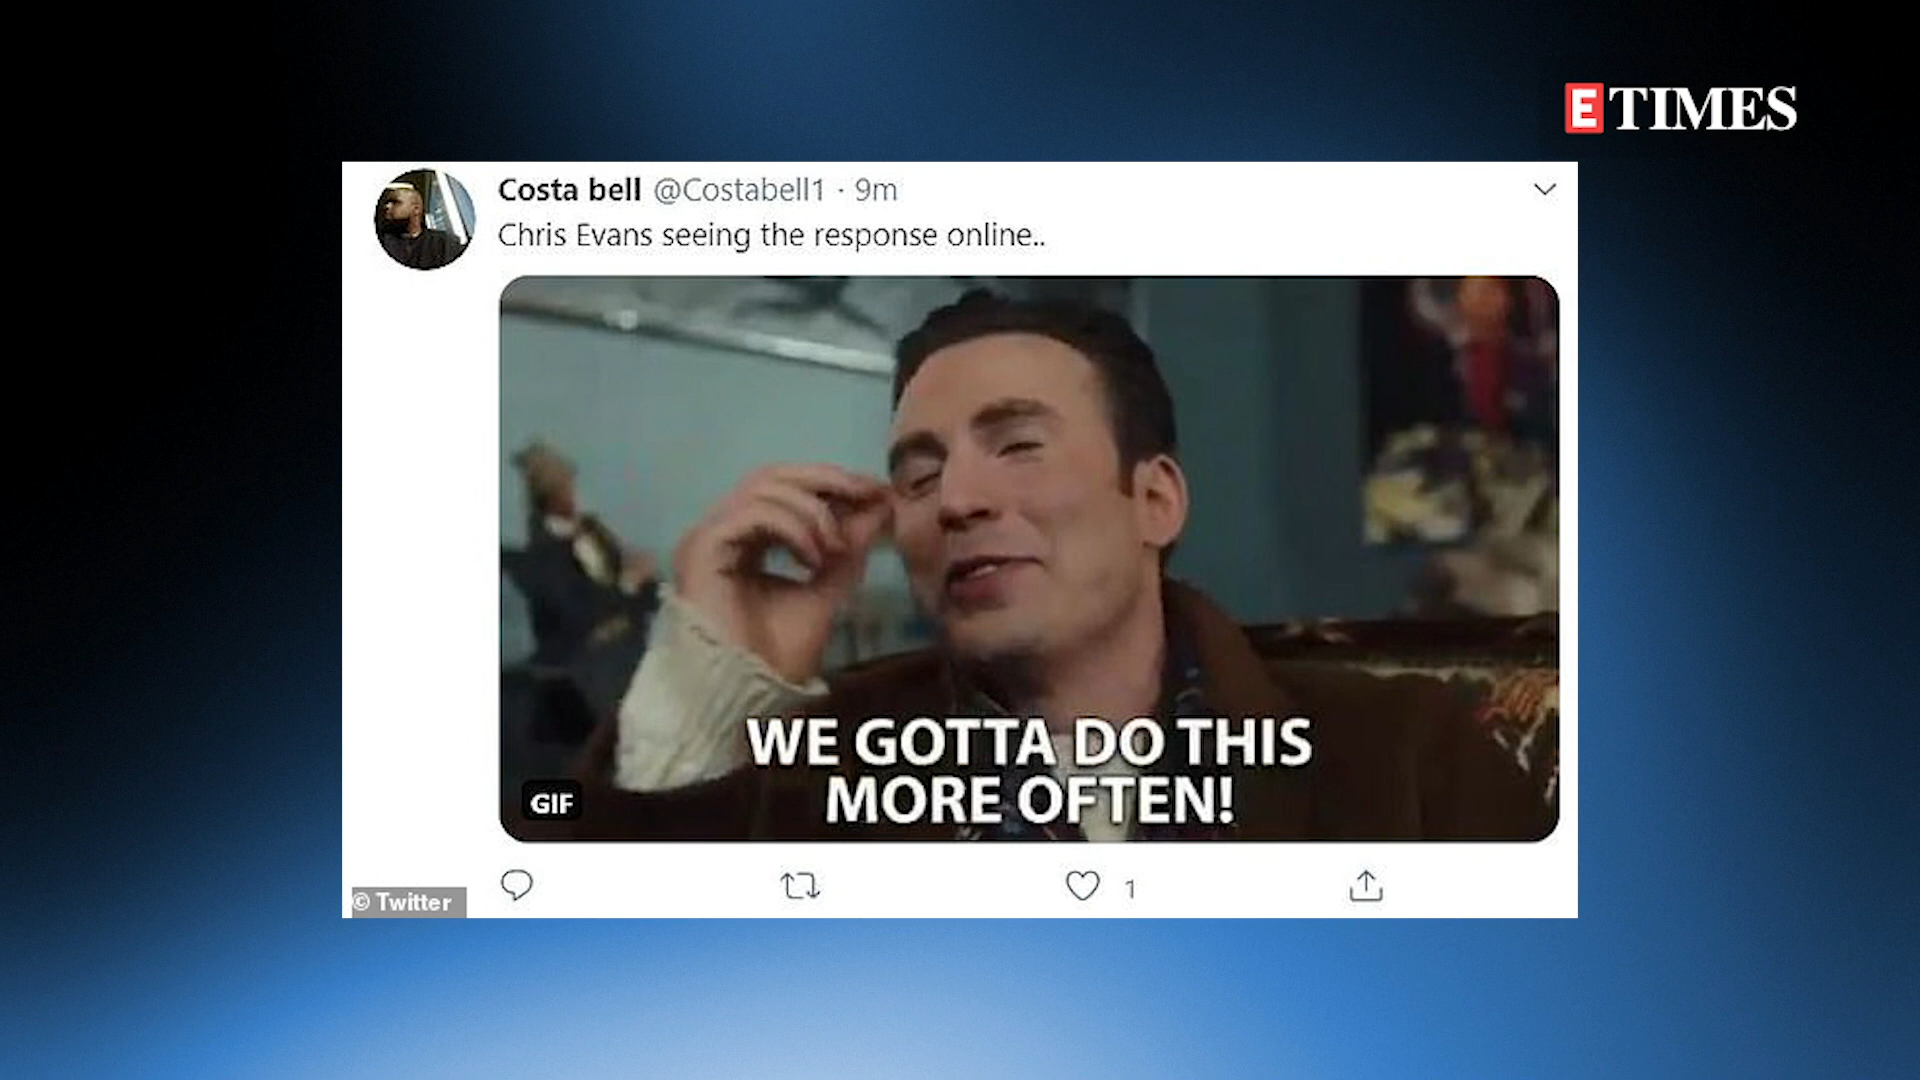 ETIMES
Costa bell @Costabell1 · 9m
Chris Evans seeing the response online..
WE GOTTA DO THIS
MORE OFTEN!
GIF
1
© Twitter